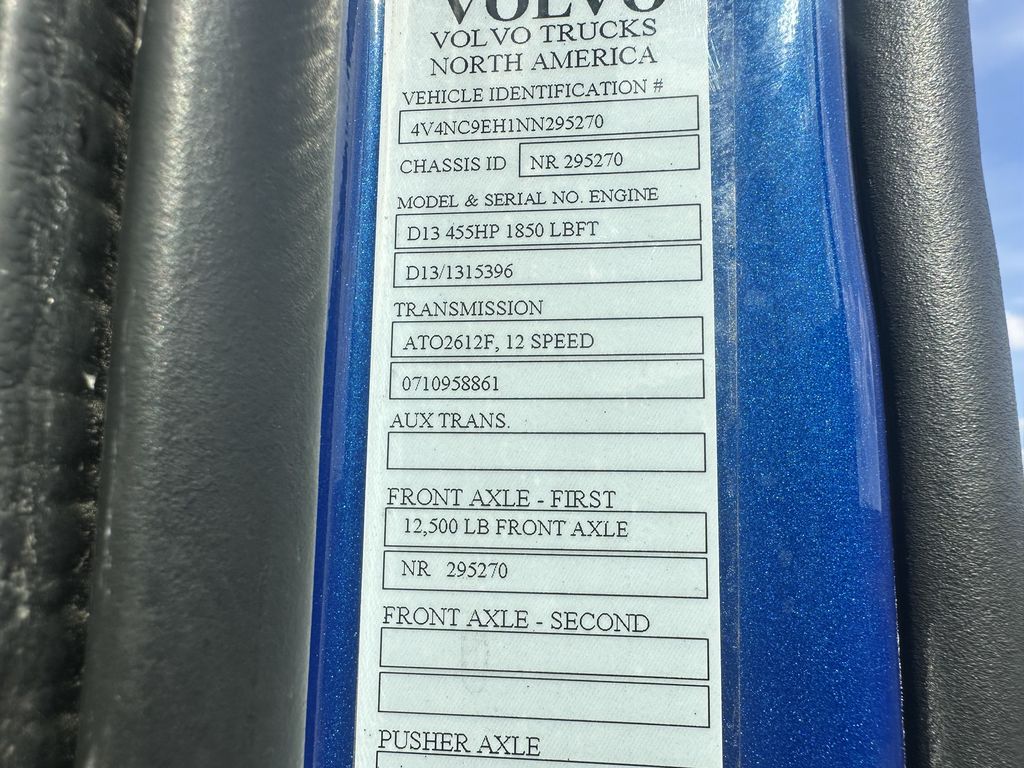 VOLVO
VOLVO TRUCKS
NORTH AMERICA
VEHICLE IDENTIFICATION #
4V4NC9EH1NN295270
CHASSIS ID NR 295270
MODEL & SERIAL NO. ENGINE
D13 455HP 1850 LBFT
D13/1315396
TRANSMISSION
ATO2612F, 12 SPEED
0710958861
AUX TRANS.
FRONT AXLE - FIRST
12,500 LB FRONT AXLE
NR 295270
FRONT AXLE - SECOND
PUSHER AXLE